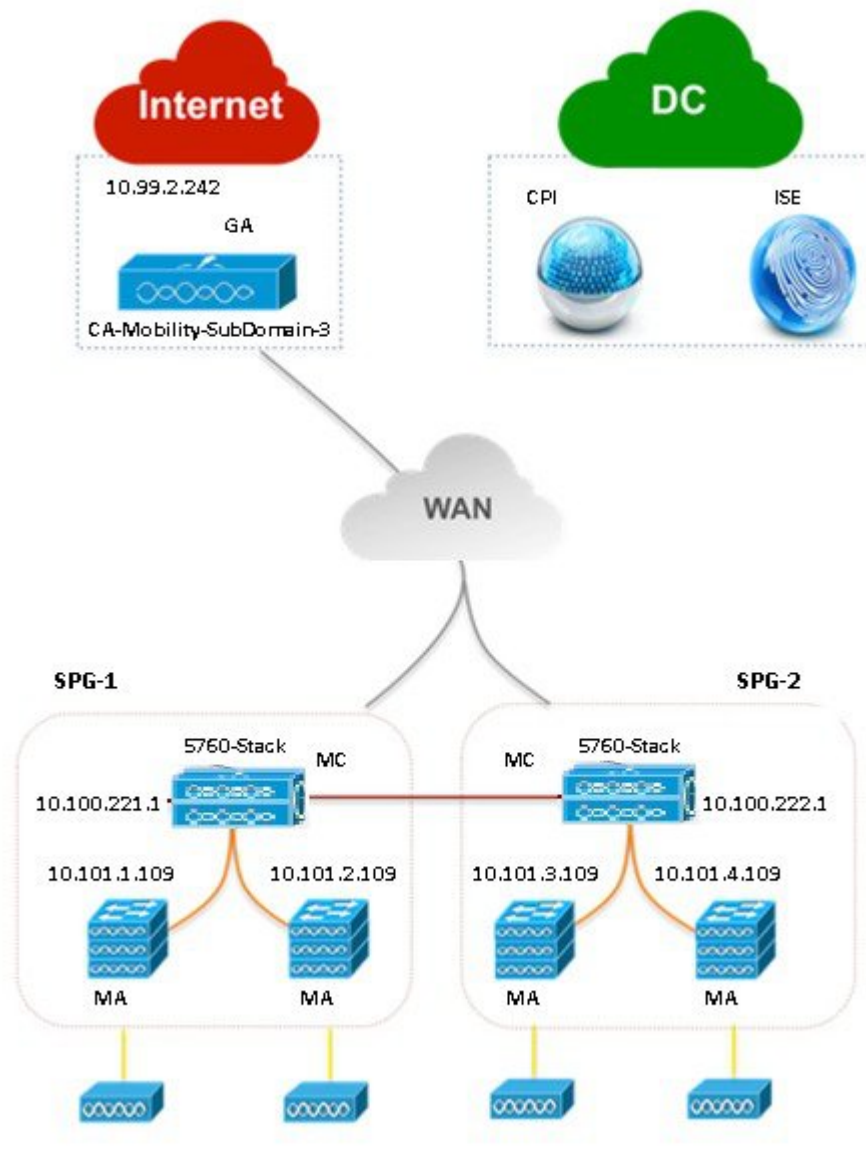 Internet
DC
10.99.2.242
GA
CA-Mobility-SubDomain-3
CPI
ISE
WAN
SPG-1
SPG-2
5760-Stack
MC
MC
5760-Stack
10.100.221.1
10.100.222.1
10.101.1.109
10.101.2.109
10.101.3.109
10.101.4.109
MA
MA
MA
MA